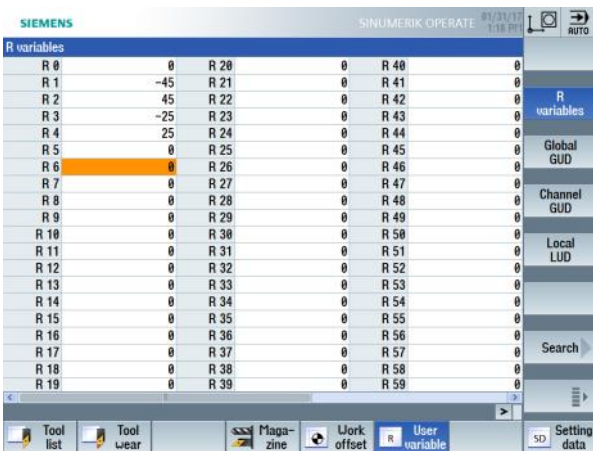 SIEMENS SINUMERIK OPERATE 01/31/17 1:18 PM AUTO
R variables
R 0 0 R 20 0 R 40 0
R 1 -45 R 21 0 R 41 0
R 2 45 R 22 0 R 42 0
R 3 -25 R 23 0 R 43 0
R 4 25 R 24 0 R 44 0
R 5 0 R 25 0 R 45 0
R 6 0 R 26 0 R 46 0
R 7 0 R 27 0 R 47 0
R 8 0 R 28 0 R 48 0
R 9 0 R 29 0 R 49 0
R 10 0 R 30 0 R 50 0
R 11 0 R 31 0 R 51 0
R 12 0 R 32 0 R 52 0
R 13 0 R 33 0 R 53 0
R 14 0 R 34 0 R 54 0
R 15 0 R 35 0 R 55 0
R 16 0 R 36 0 R 56 0
R 17 0 R 37 0 R 57 0
R 18 0 R 38 0 R 58 0
R 19 0 R 39 0 R 59 0
R
variables
Global
GUD
Channel
GUD
Local
LUD
Search
Tool
list
Tool
wear
Maga-
zine
Work
offset
R
User
variable
SD
Setting
data